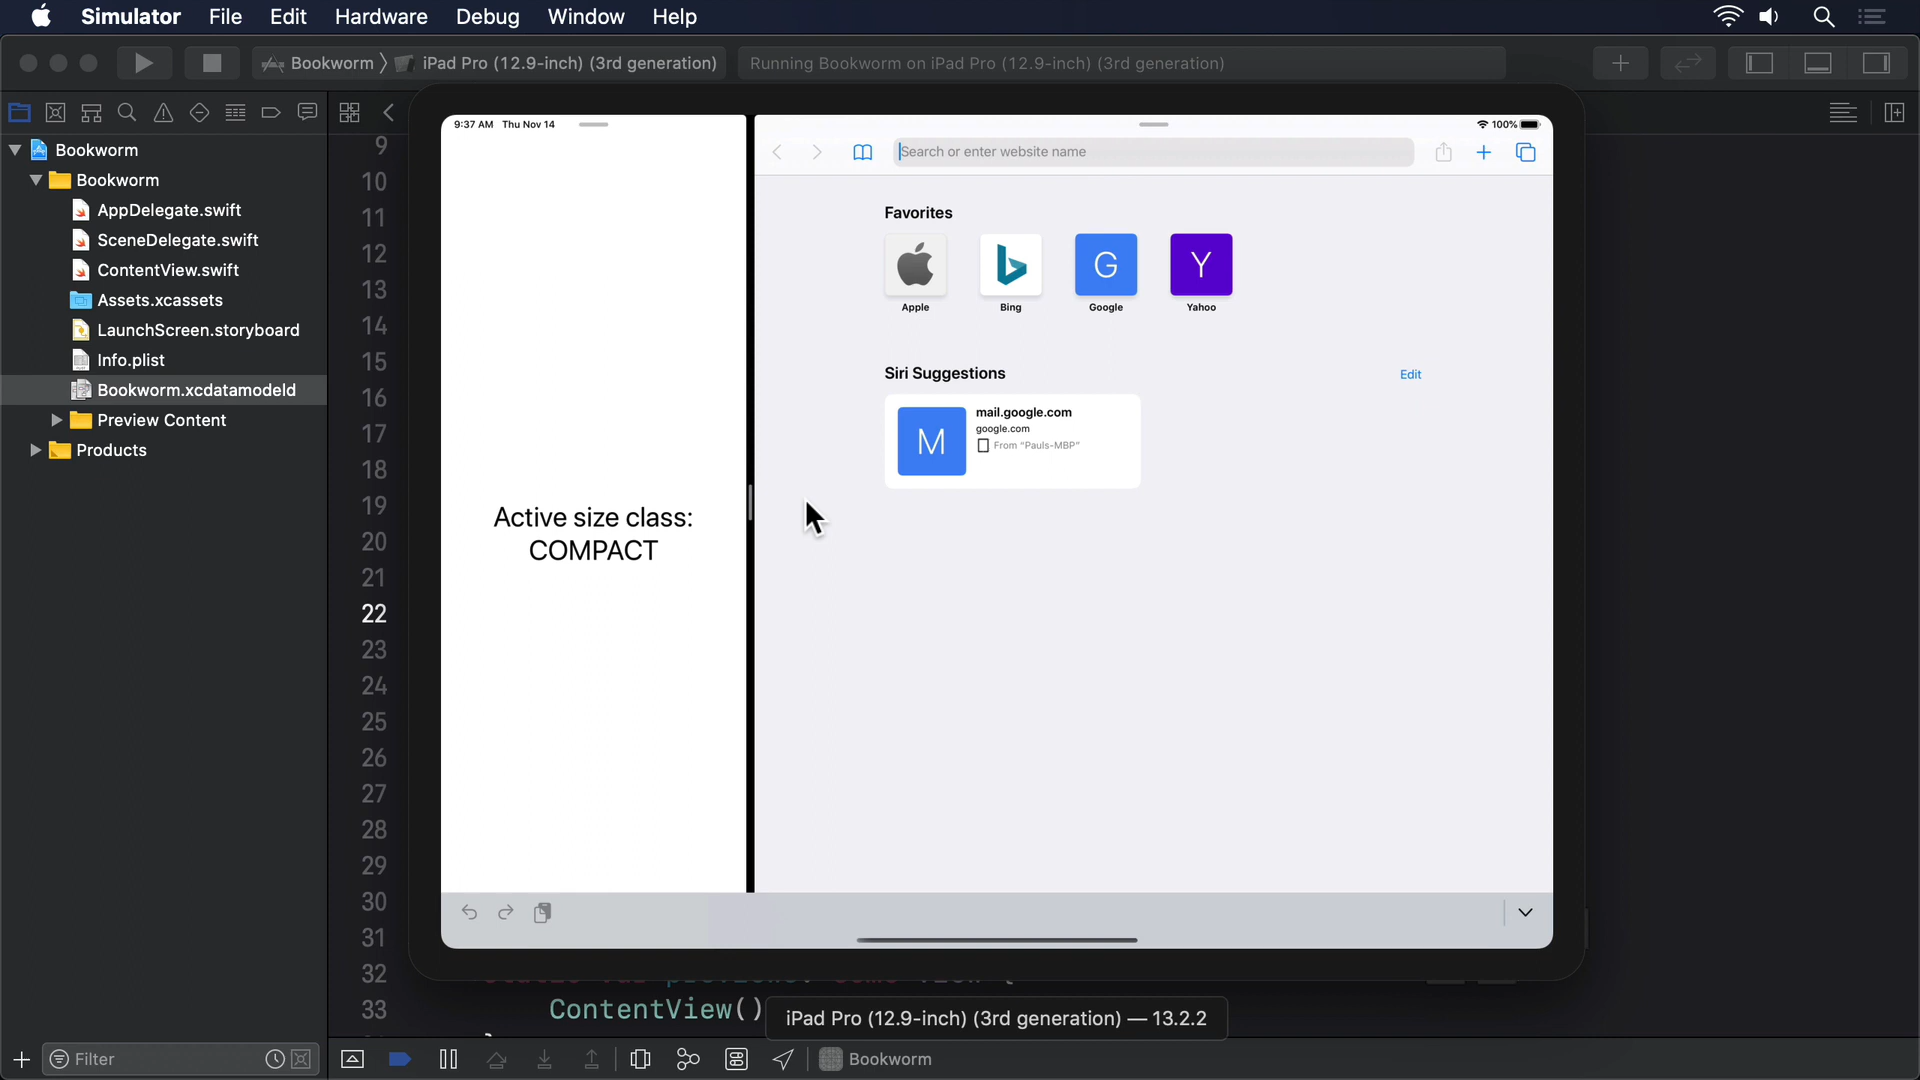 Simulator File Edit Hardware Debug Window Help
Bookworm iPad Pro (12.9-inch) (3rd generation) Running Bookworm on iPad Pro (12.9-inch) (3rd generation)
Bookworm
Bookworm
AppDelegate.swift
SceneDelegate.swift
ContentView.swift
Assets.xcassets
LaunchScreen.storyboard
Info.plist
Bookworm.xcdatamodeld
Preview Content
Products
Filter
9
10
11
12
13
14
15
16
17
18
19
20
21
22
23
24
25
26
27
28
29
30
31
32
33
9:37 AM Thu Nov 14
Active size class:
COMPACT
100%
Search or enter website name
Favorites
G Y
Apple Bing Google Yahoo
Siri Suggestions Edit
M
mail.google.com
google.com
From “Pauls-MBP”
ContentView()
iPad Pro (12.9-inch) (3rd generation) — 13.2.2
Bookworm